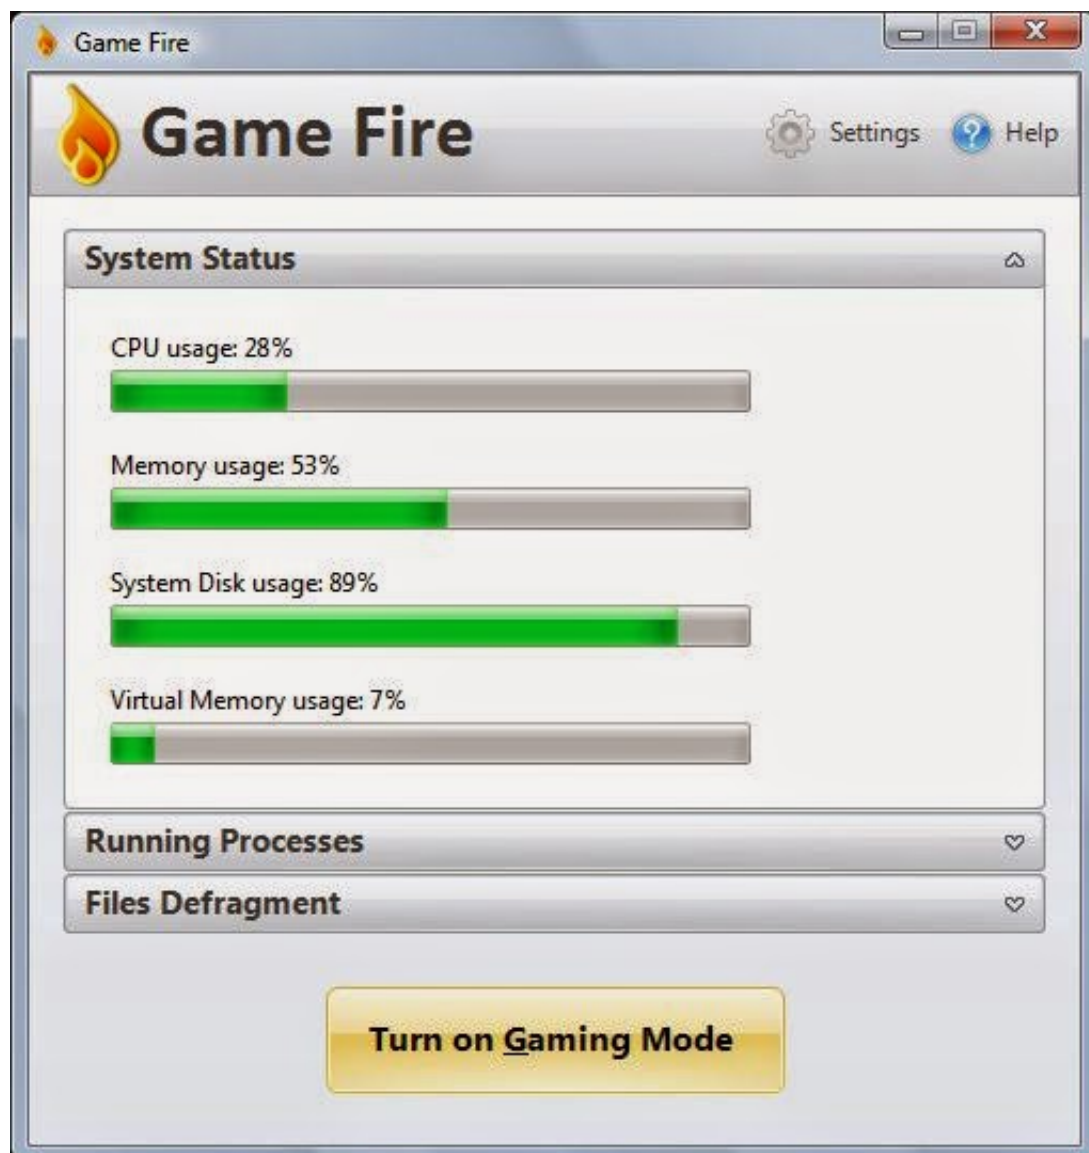 Game Fire
Game Fire
Settings
Help
System Status
CPU usage: 28%
Memory usage: 53%
System Disk usage: 89%
Virtual Memory usage: 7%
Running Processes
Files Defragment
Turn on Gaming Mode